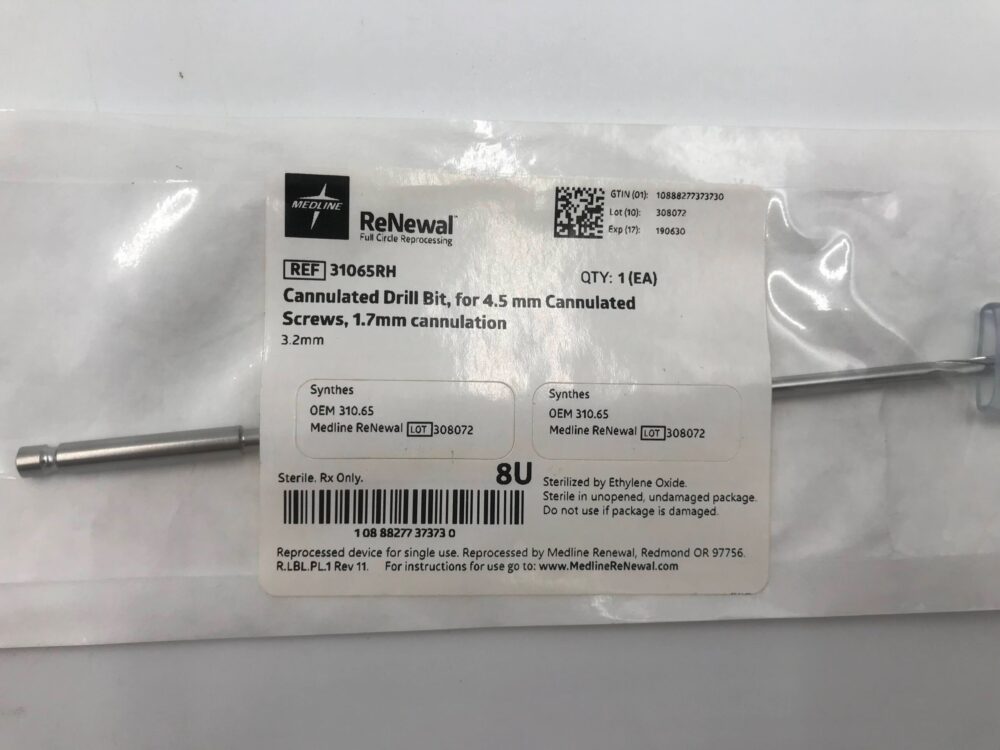 MEDLINE
ReNewal™
Full Circle Reprocessing
GTIN (01): 10888277373730
Lot (10): 308072
Exp (17): 190630
REF 31065RH
QTY: 1 (EA)
Cannulated Drill Bit, for 4.5 mm Cannulated
Screws, 1.7mm cannulation
3.2mm
Synthes
OEM 310.65
Medline ReNewal LOT 308072
Synthes
OEM 310.65
Medline ReNewal LOT 308072
Sterile. Rx Only.
8U
1 08 88277 37373 0
Sterilized by Ethylene Oxide.
Sterile in unopened, undamaged package.
Do not use if package is damaged.
Reprocessed device for single use. Reprocessed by Medline Renewal, Redmond OR 97756.
R.LBL.PL.1 Rev 11. For instructions for use go to: www.MedlineReNewal.com